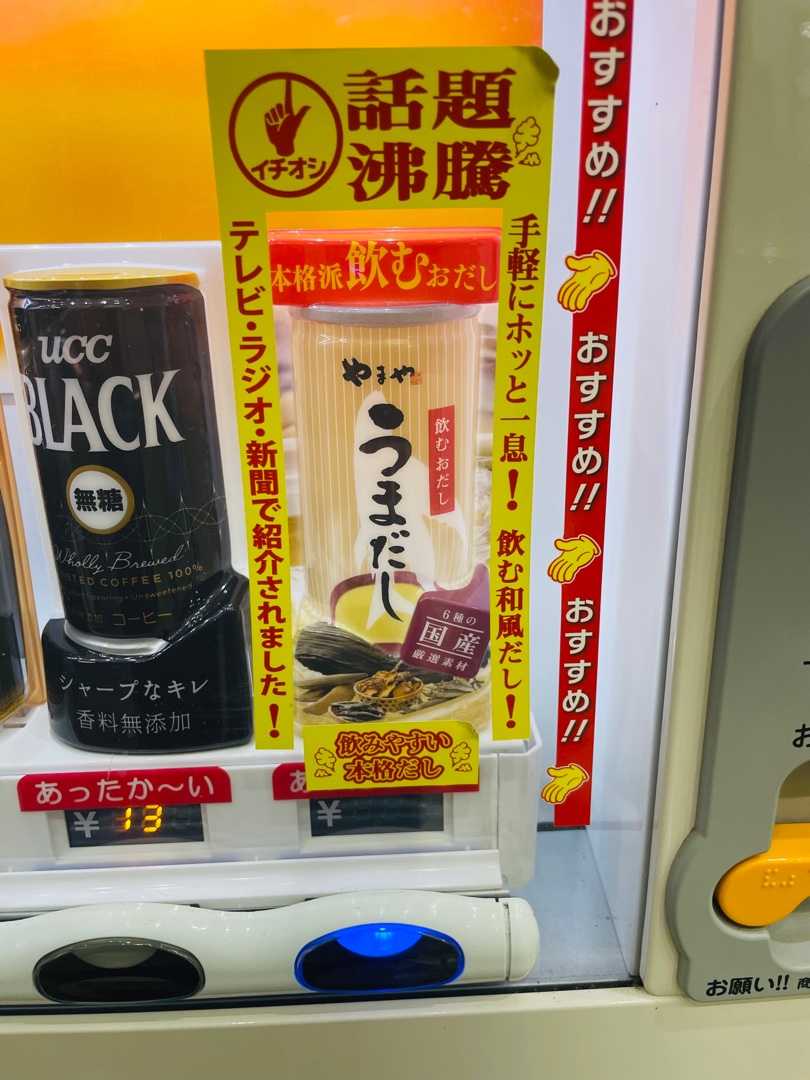 イチオシ
話題
沸騰
テレビ・ラジオ・新聞で紹介されました!
手軽にホッと一息! 飲む和風だし!
本格派飲むおだし
やまや
うまだし
飲むおだし
6種の
国産
厳選素材
飲みやすい
本格だし
UCC
BLACK
無糖
Wholly Brewed
COFFEE 100%
コーヒー
シャープなキレ
香料無添加
あったか~い
あ
¥ 13
¥
おすすめ!!
おすすめ!!
おすすめ!!
お願い!! 商